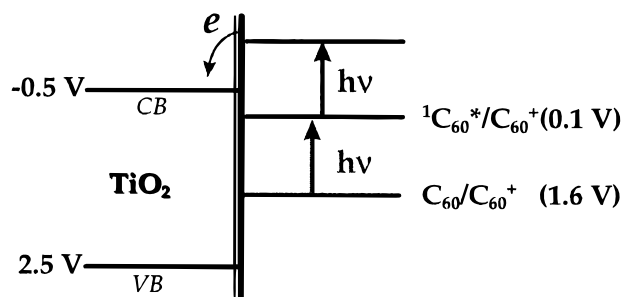 e
-0.5 V
CB
hν
¹C₆₀*/C₆₀⁺(0.1 V)
hν
TiO₂
C₆₀/C₆₀⁺ (1.6 V)
2.5 V
VB